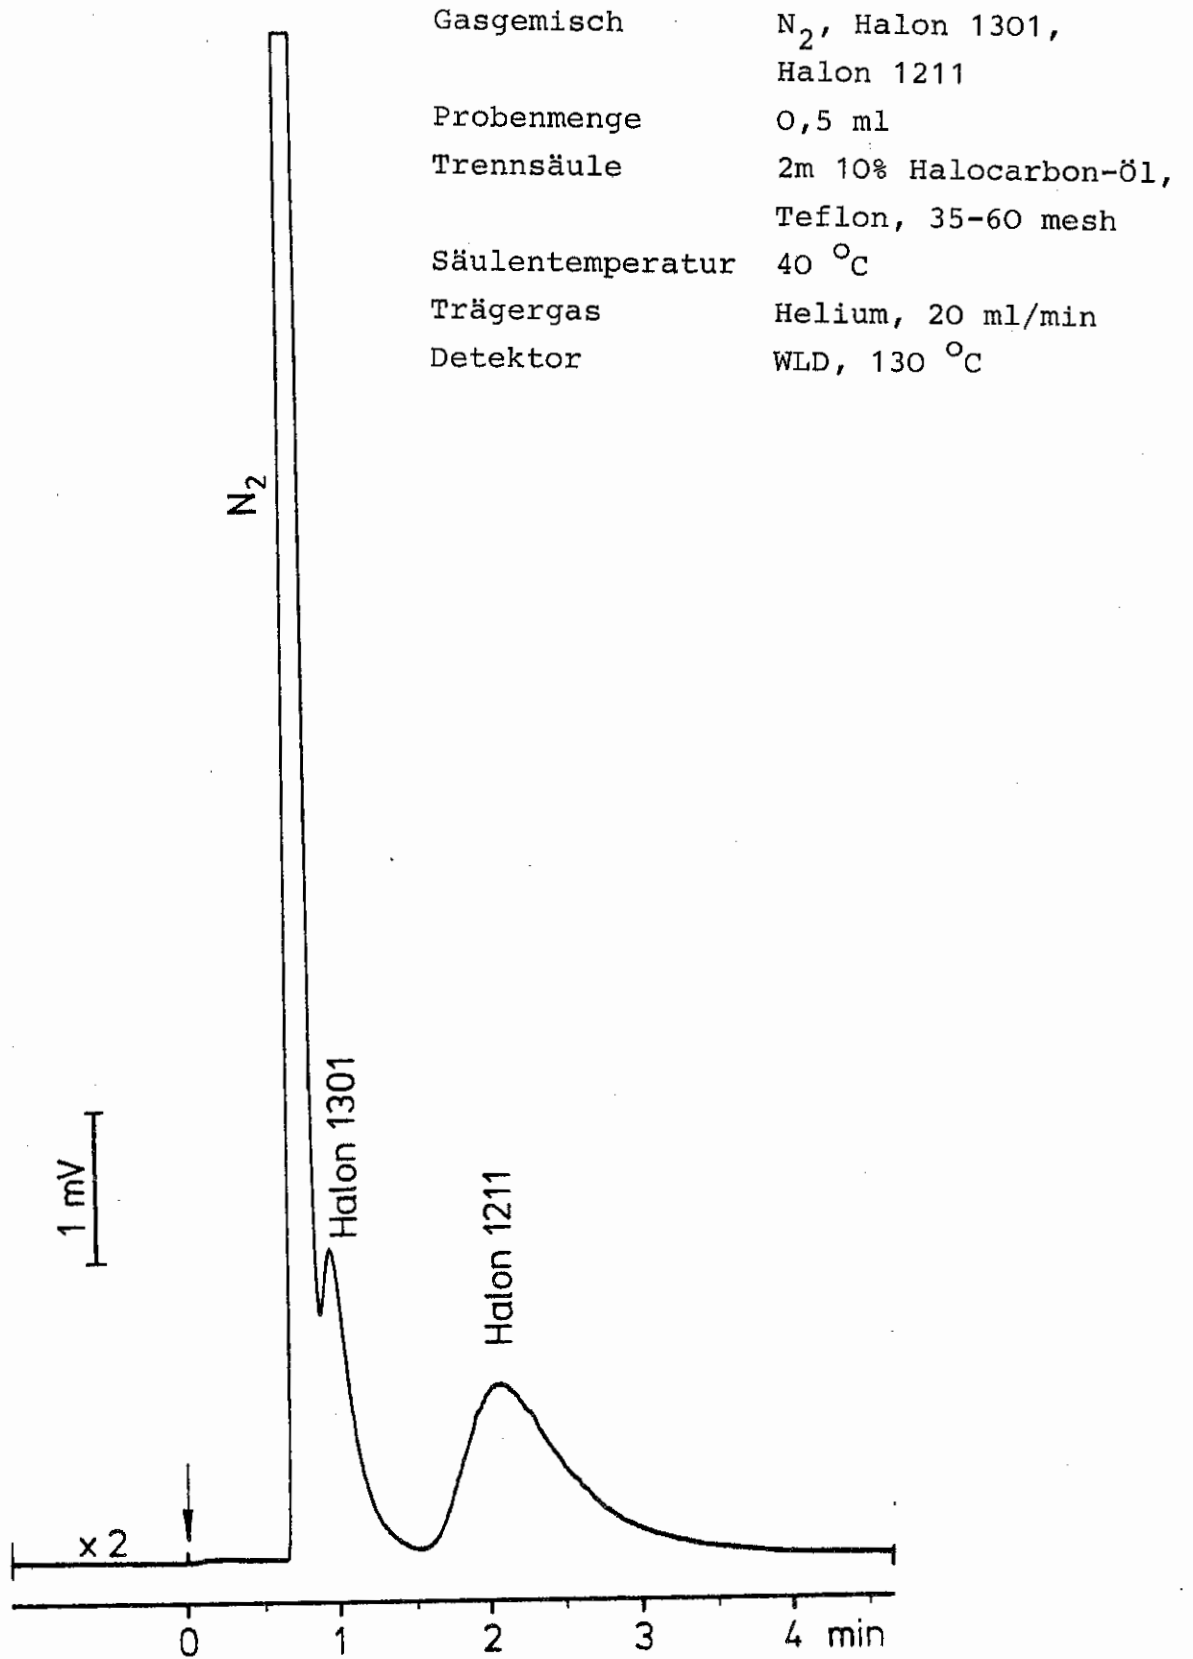 Gasgemisch N₂, Halon 1301,
Halon 1211
Probenmenge 0,5 ml
Trennsäule 2m 10% Halocarbon-öl,
Teflon, 35-60 mesh
Säulentemperatur 40 °C
Trägergas Helium, 20 ml/min
Detektor WLD, 130 °C
N₂
Halon 1301
1 mV
Halon 1211
x 2
0 1 2 3 4 min